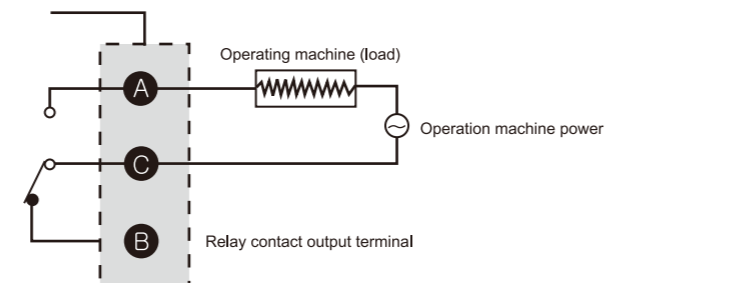 Operating machine (load)
A
Operation machine power
C
B
Relay contact output terminal